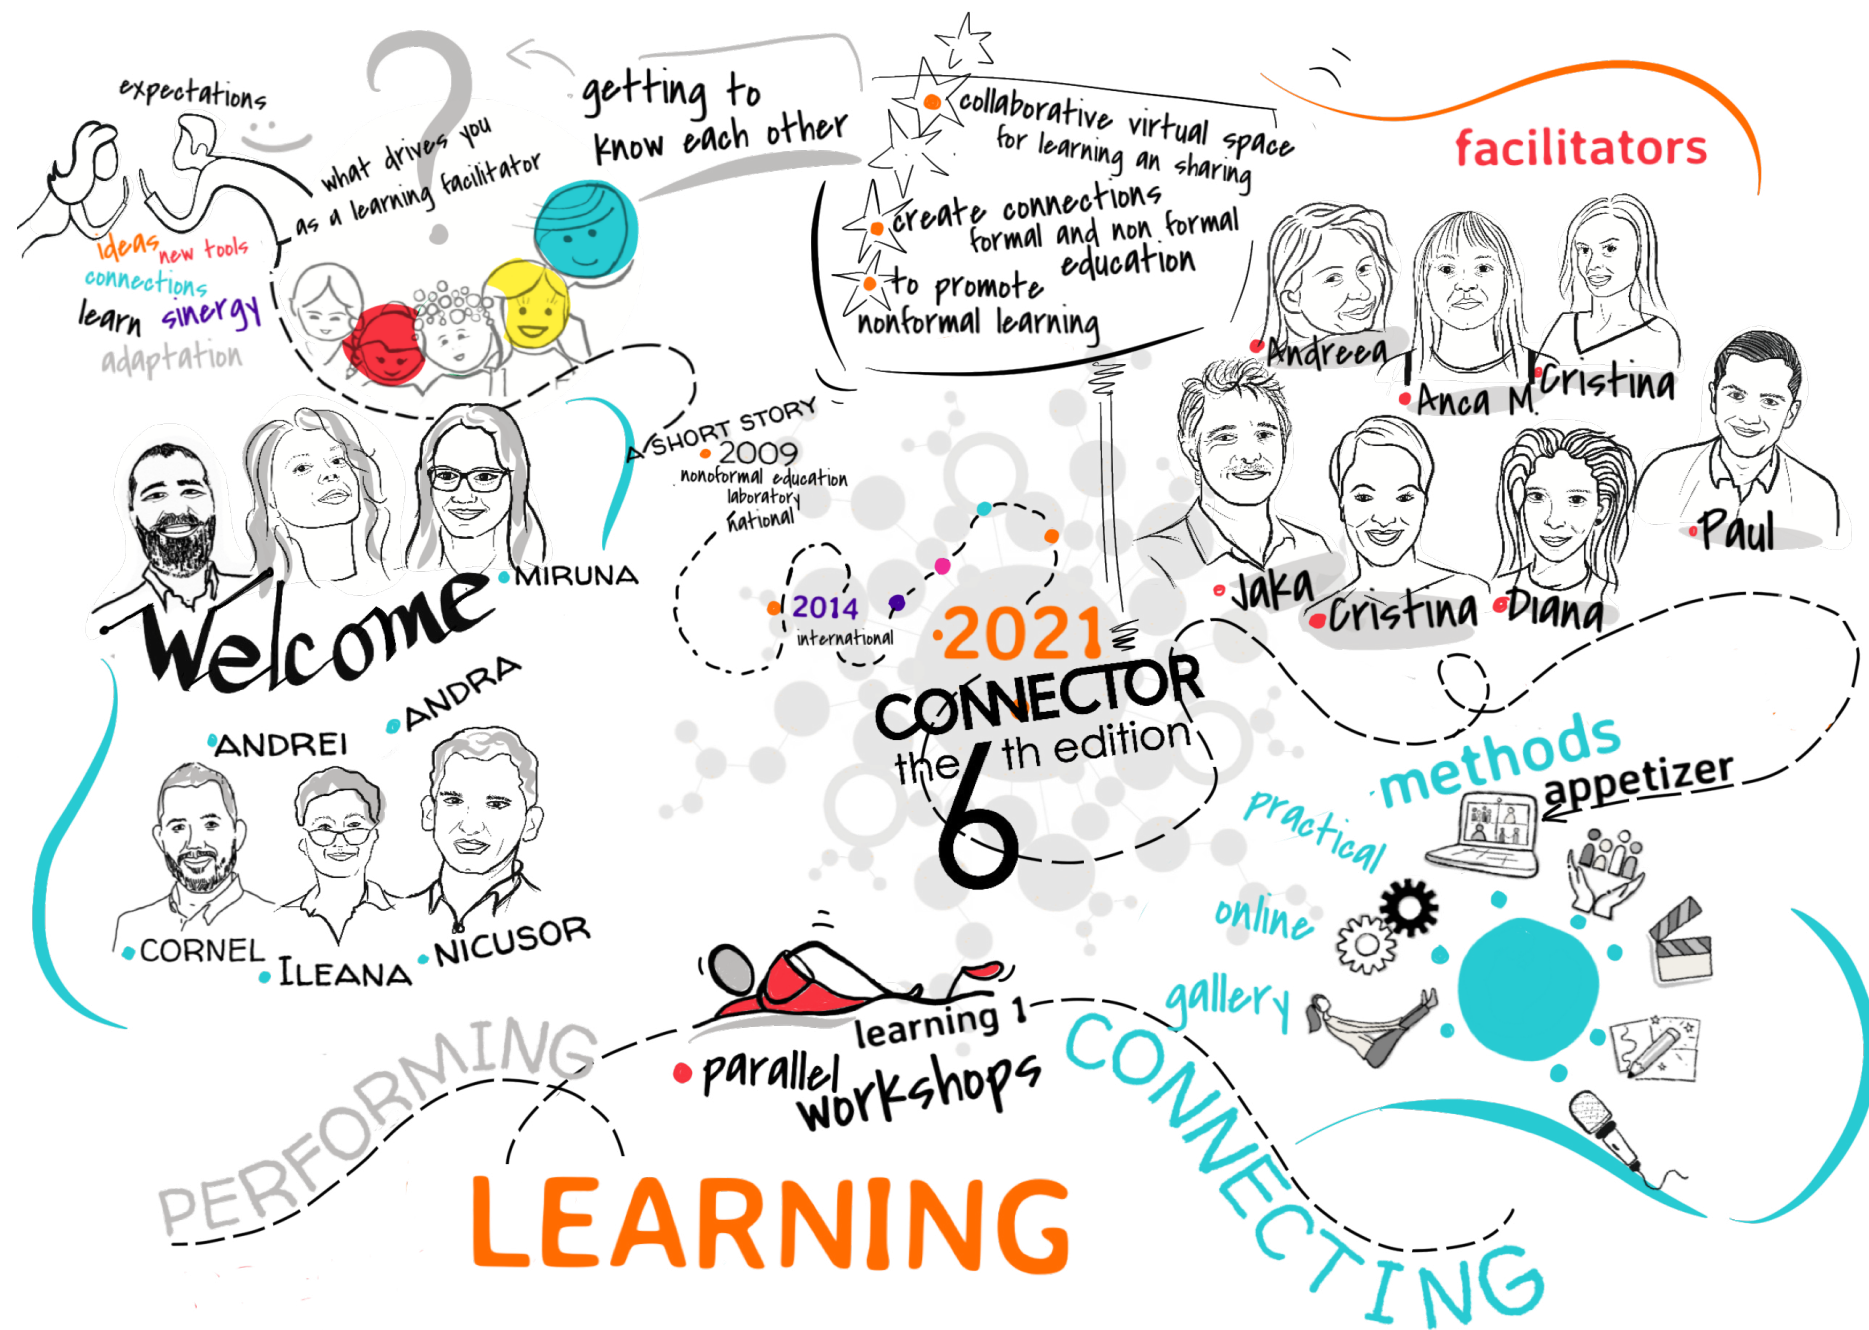 expectations
ideas
new tools
connections
learn sinergy
adaptation
what drives you
as a learning facilitator
?
getting to
know each other
collaborative virtual space
for learning an sharing
create connections
formal and non formal
education
to promote
nonformal learning
facilitators
Andreea
Anca M.
Cristina
Paul
Jaka
Cristina
Diana
Welcome
MIRUNA
ANDRA
ANDREI
CORNEL
ILEANA
NICUSOR
A SHORT STORY
2009
nonoformal education
laboratory
national
2014
international
2021
CONNECTOR
the 6 th edition
methods
appetizer
practical
online
gallery
learning 1
parallel
workshops
PERFORMING
LEARNING
CONNECTING